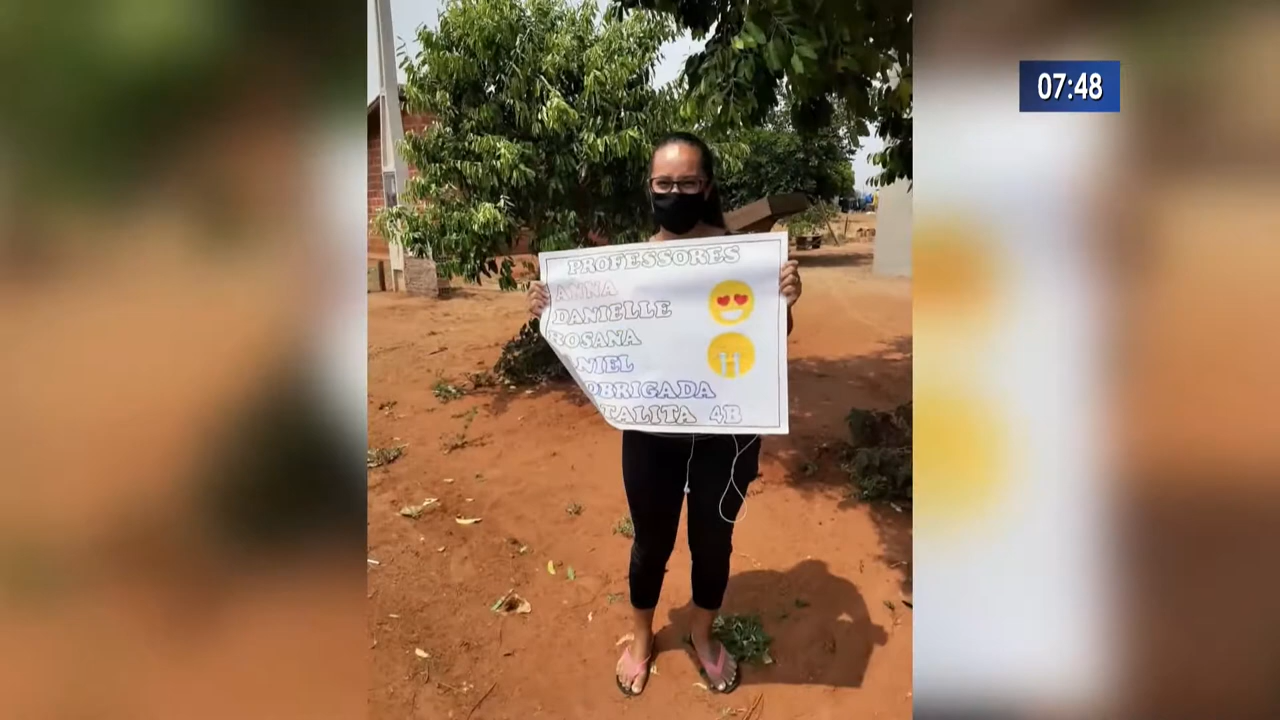 07:48
PROFESSORES
ANNA
DANIELLE
ROSANA
NIEL
OBRIGADA
TALITA 4B